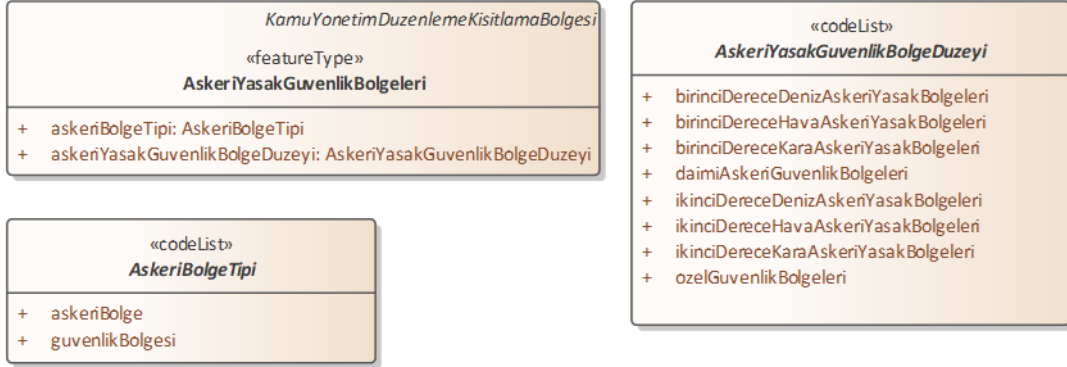 KamuYonetimDuzenlemeKisitlamaBolgesi
«featureType»
AskeriYasakGuvenlikBolgeleri
+ askeriBolgeTipi: AskeriBolgeTipi
+ askeriYasakGuvenlikBolgeDuzeyi: AskeriYasakGuvenlikBolgeDuzeyi
«codeList»
AskeriBolgeTipi
+ askeriBolge
+ guvenlikBolgesi
«codeList»
AskeriYasakGuvenlikBolgeDuzeyi
+ birinciDereceDenizAskeriYasakBolgeleri
+ birinciDereceHavaAskeriYasakBolgeleri
+ birinciDereceKaraAskeriYasakBolgeleri
+ daimiAskeriGuvenlikBolgeleri
+ ikinciDereceDenizAskeriYasakBolgeleri
+ ikinciDereceHavaAskeriYasakBolgeleri
+ ikinciDereceKaraAskeriYasakBolgeleri
+ ozelGuvenlikBolgeleri